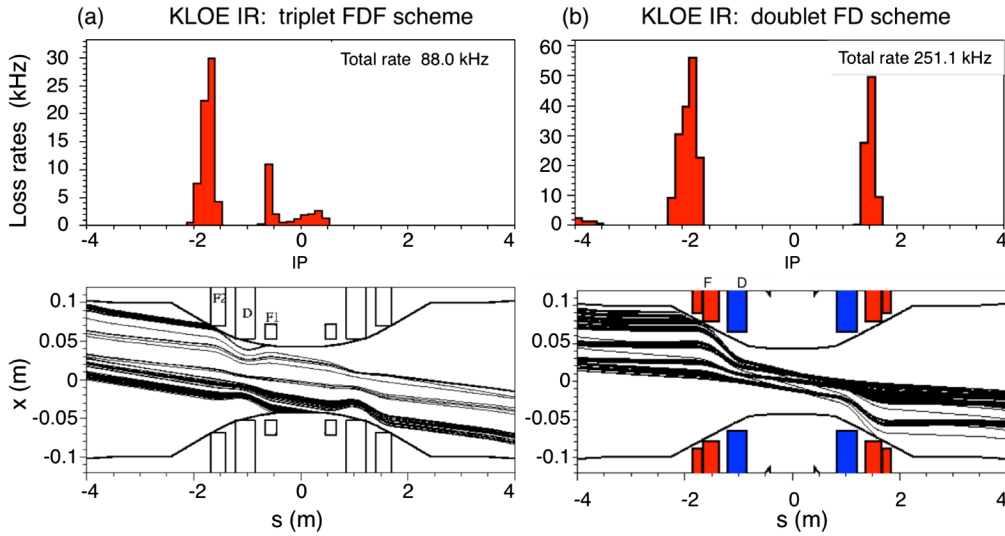 (a) KLOE IR: triplet FDF scheme
Total rate 88.0 kHz
Loss rates (kHz)
30
25
20
15
10
5
0
-4 -2 0 2 4
IP
F2 D F1
x (m)
0.1
0.05
0
-0.05
-0.1
-4 -2 0 2 4
s (m)
(b) KLOE IR: doublet FD scheme
Total rate 251.1 kHz
60
50
40
30
20
10
0
-4 -2 0 2 4
IP
F D
0.1
0.05
0
-0.05
-0.1
-4 -2 0 2 4
s (m)